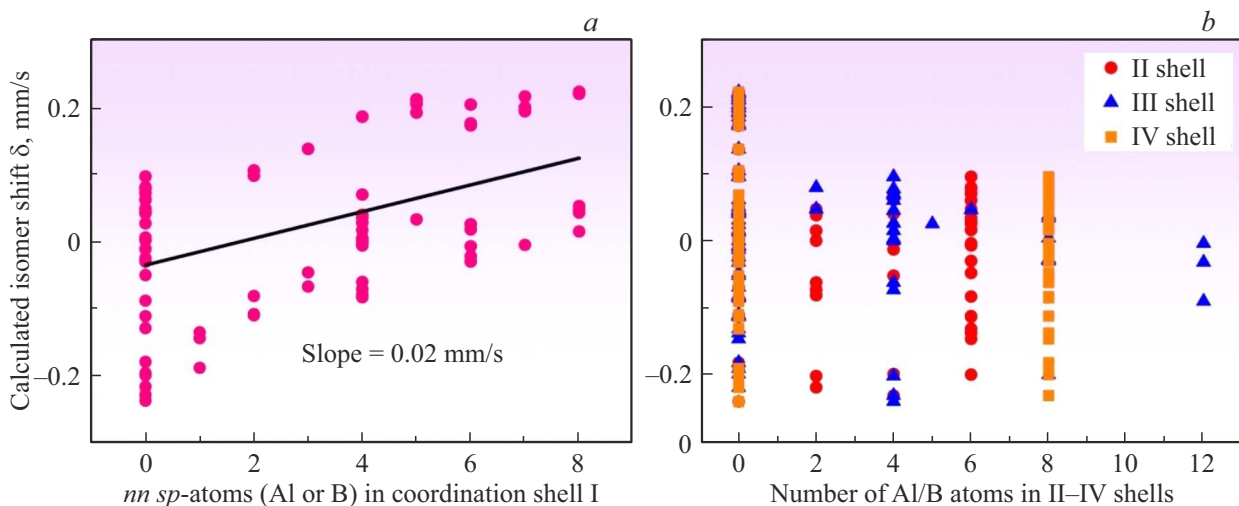 a
b
Calculated isomer shift δ, mm/s
0.2
0
–0.2
Slope = 0.02 mm/s
0 2 4 6 8
nn sp-atoms (Al or B) in coordination shell I
II shell
III shell
IV shell
0.2
0
–0.2
0
0 2 4 6 8 10 12
Number of Al/B atoms in II–IV shells